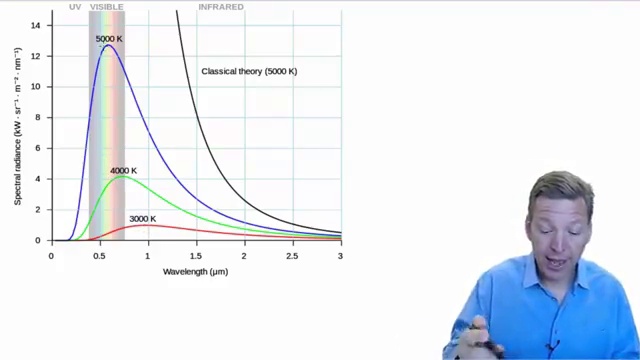 UV VISIBLE INFRARED
14
5000 K
12
Classical theory (5000 K)
10
8
6
4000 K
4
3000 K
2
0
0 0.5 1 1.5 2 2.5 3
Wavelength (μm)
Spectral radiance (kW · sr⁻¹ · m⁻² · nm⁻¹)